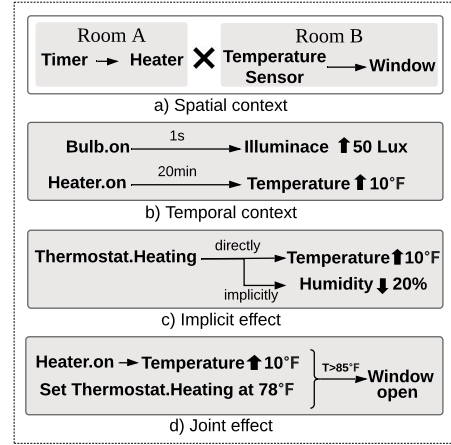 Room A Room B
Timer Heater Temperature Sensor Window
a) Spatial context
Bulb.on 1s Illuminace 50 Lux
Heater.on 20min Temperature 10°F
b) Temporal context
Thermostat.Heating directly Temperature 10°F
implicitly Humidity 20%
c) Implicit effect
Heater.on Temperature 10°F
Set Thermostat.Heating at 78°F
T>85°F Window open
d) Joint effect